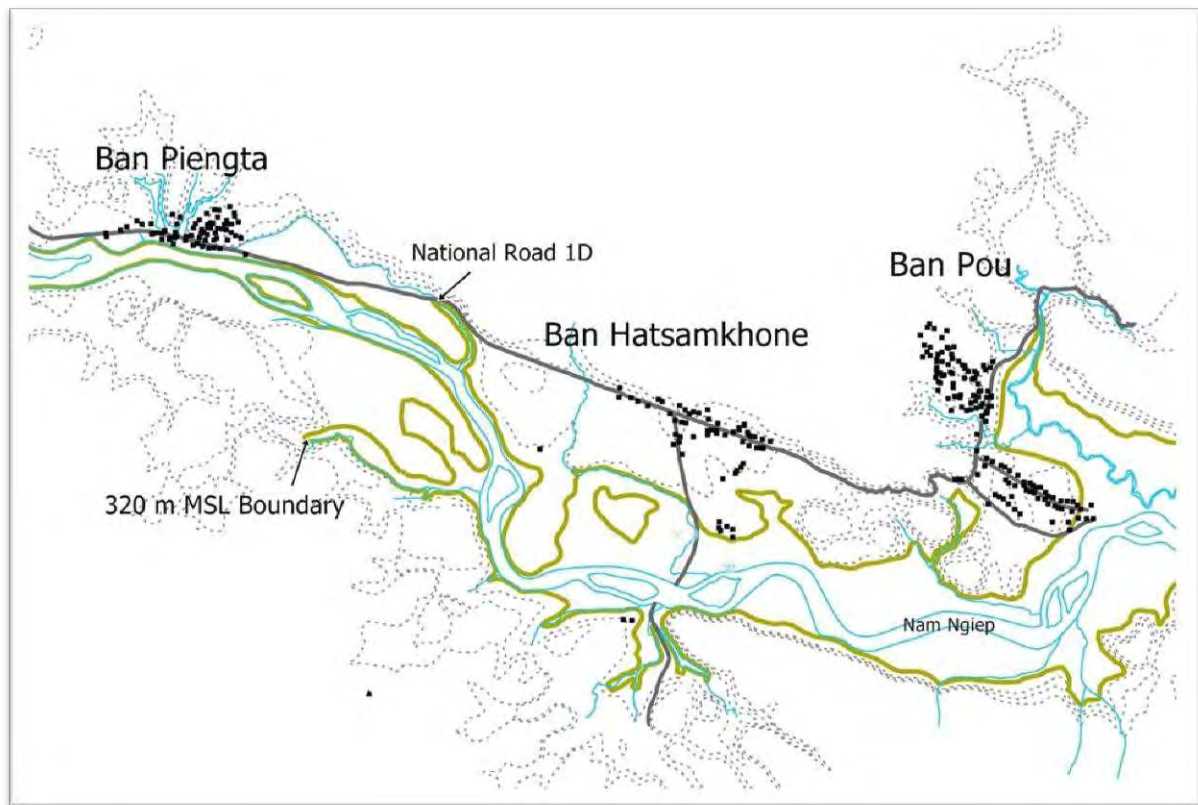 Ban Piengta
National Road 1D
Ban Pou
Ban Hatsamkhone
320 m MSL Boundary
Nam Ngiep